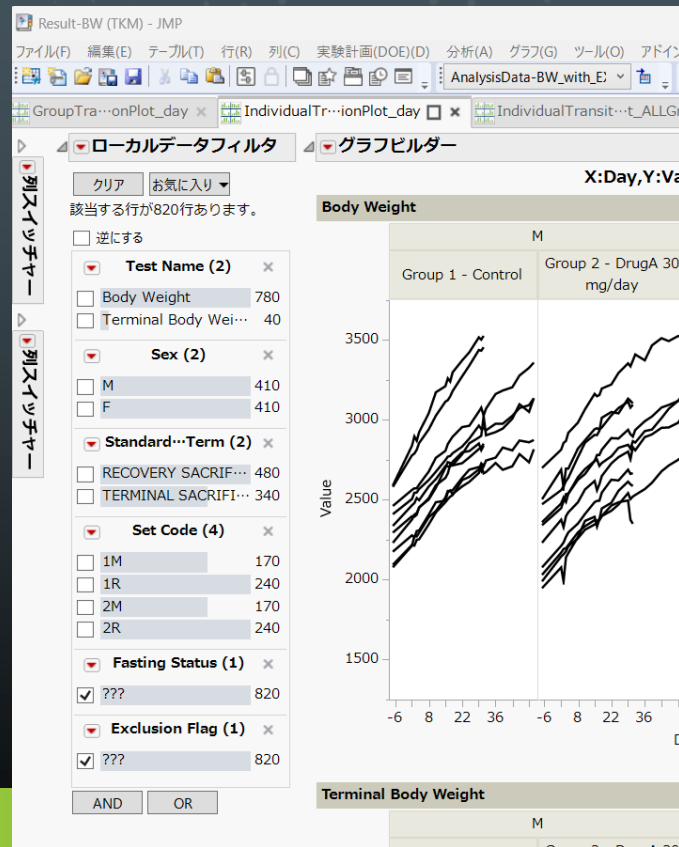 Result-BW (TKM) - JMP
ファイル(F) 編集(E) テーブル(T) 行(R) 列(C) 実験計画(DOE)(D) 分析(A) グラフ(G) ツール(O) アドイン
AnalysisData-BW_with_E
GroupTra⋯onPlot_day IndividualTr⋯ionPlot_day IndividualTransit⋯t_ALLGr
列スイッチャー
列スイッチャー
ローカルデータフィルタ
クリア お気に入り
該当する行が820行あります。
逆にする
Test Name (2)
Body Weight 780
Terminal Body Wei⋯ 40
Sex (2)
M 410
F 410
Standard⋯Term (2)
RECOVERY SACRIF⋯ 480
TERMINAL SACRIFI⋯ 340
Set Code (4)
1M 170
1R 240
2M 170
2R 240
Fasting Status (1)
??? 820
Exclusion Flag (1)
??? 820
AND OR
グラフビルダー
X:Day,Y:Va
Body Weight
M
Group 1 - Control
Group 2 - DrugA 30
mg/day
Value
3500
3000
2500
2000
1500
-6 8 22 36 -6 8 22 36
Terminal Body Weight
M